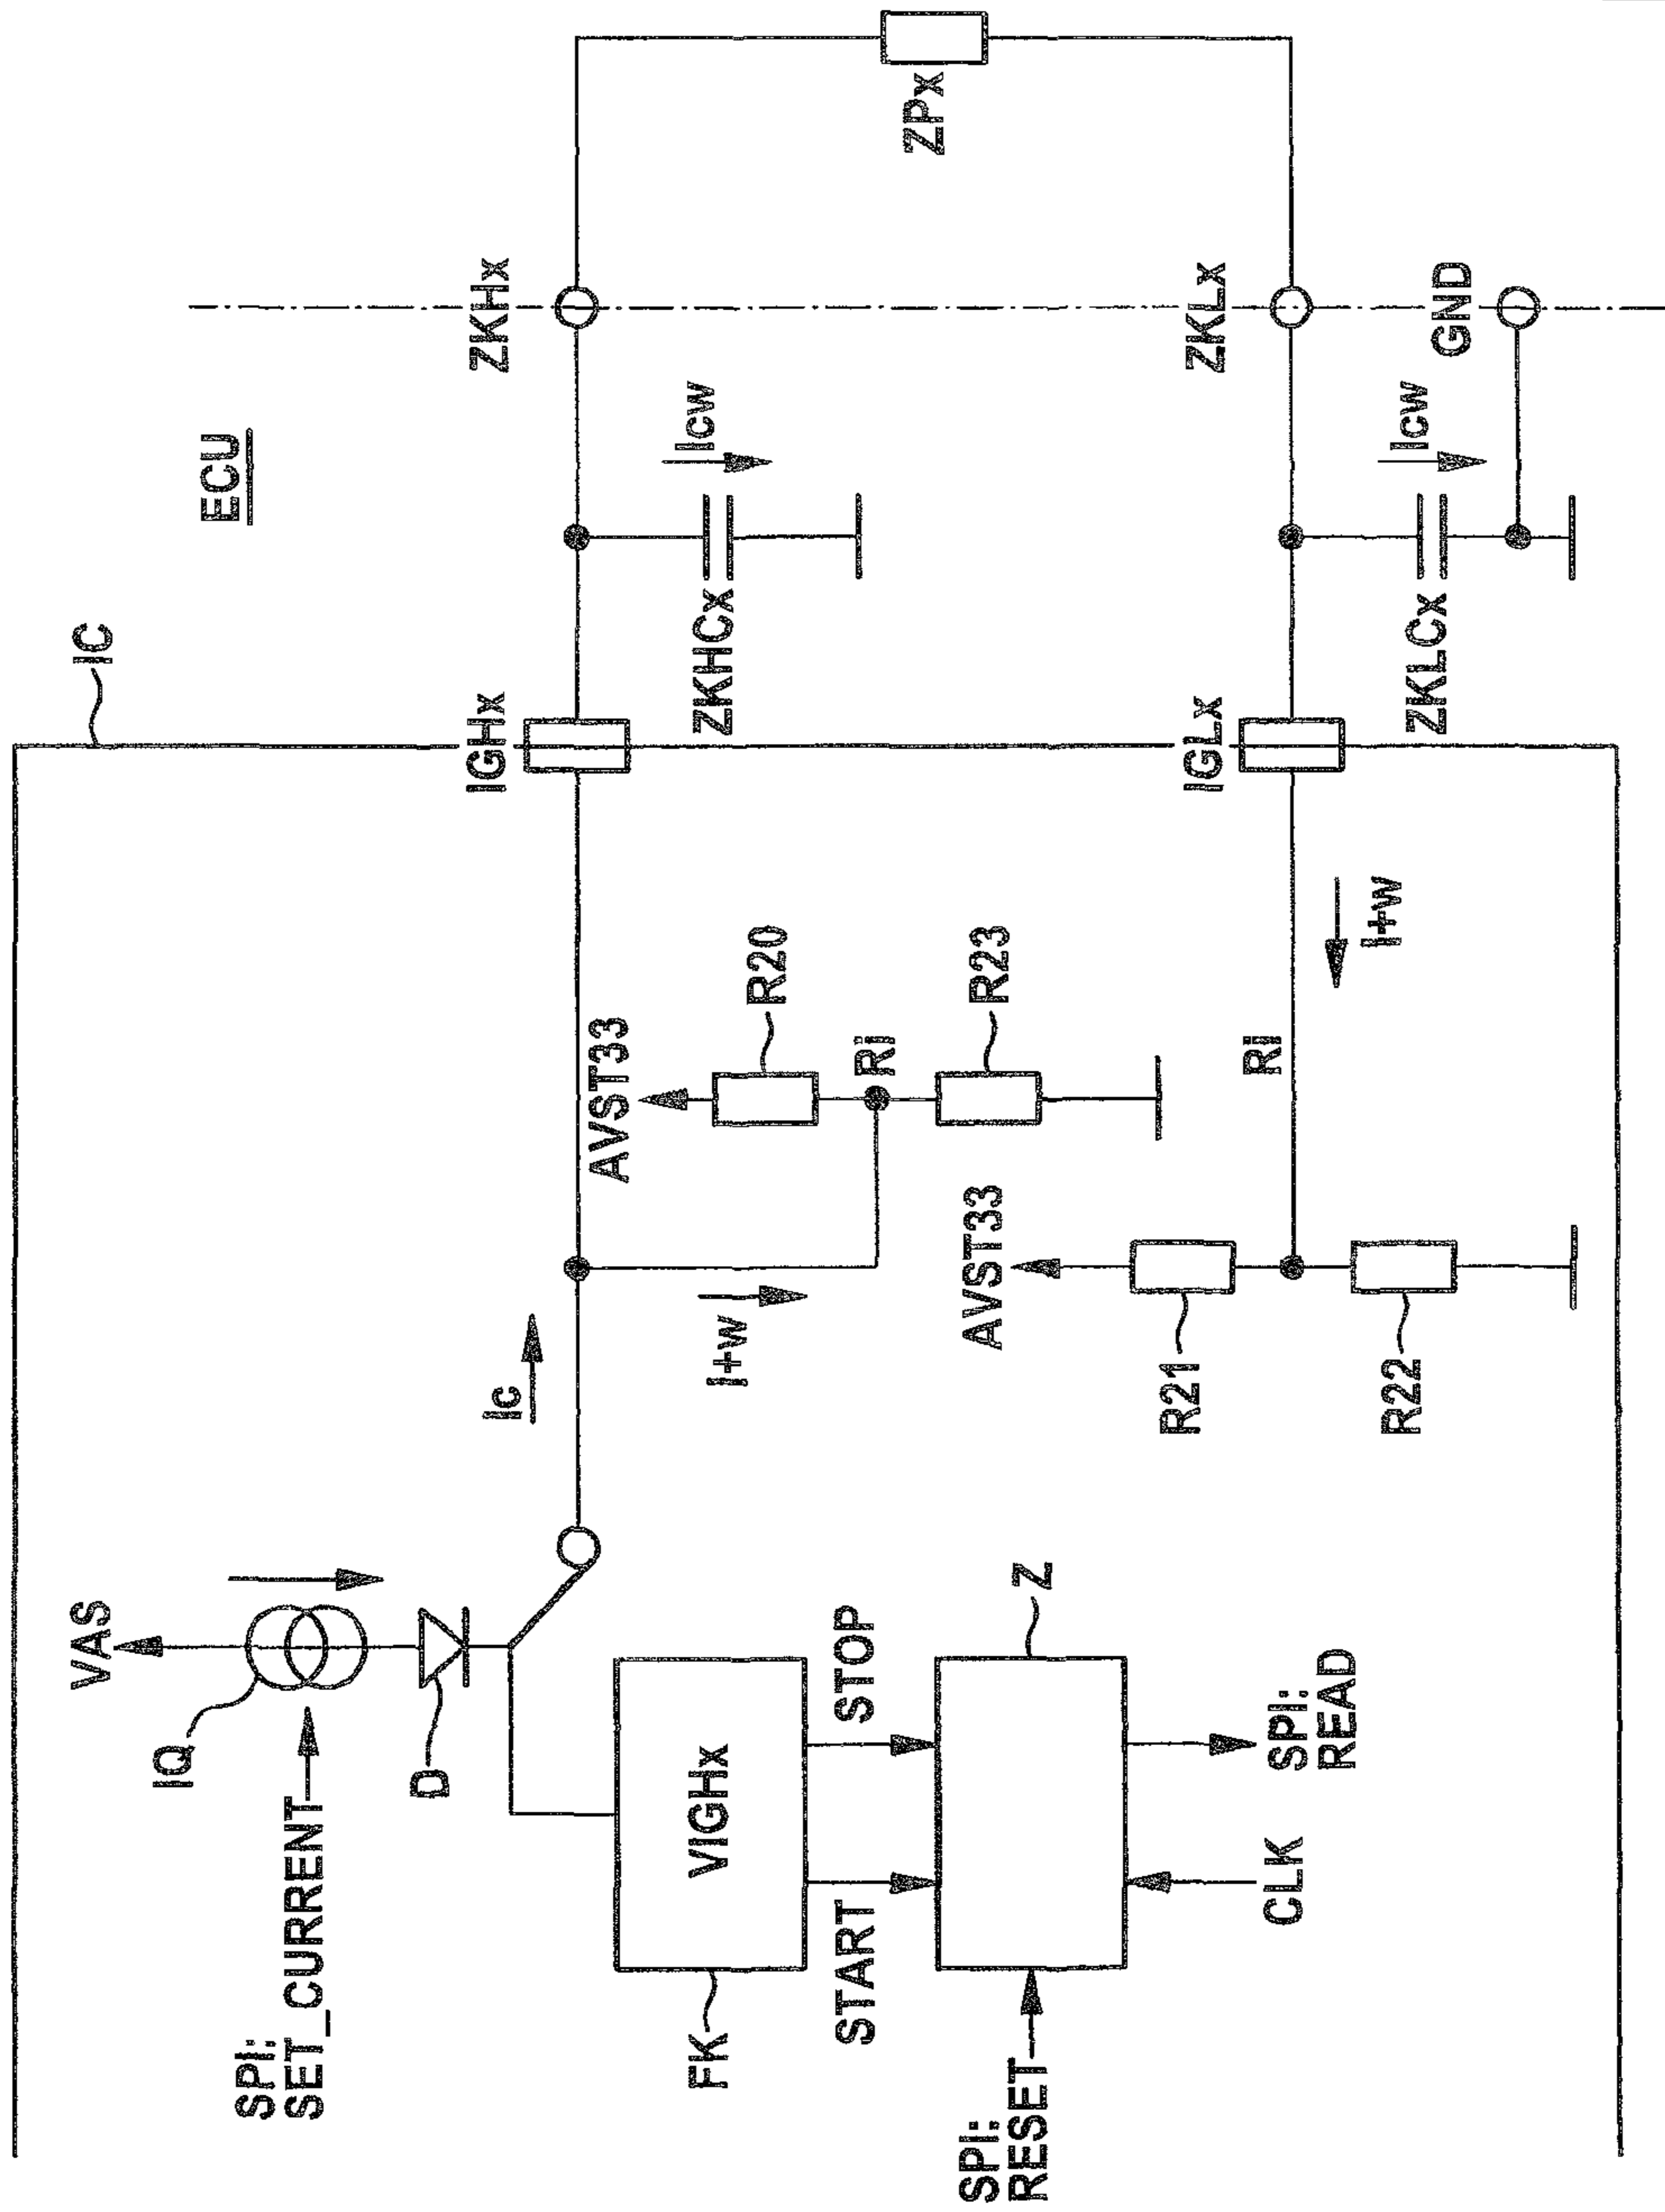 ECU
IC
VAS
IQ
SPI:
SET_CURRENT
D
Ic
IGHx
ZKHx
ZKHCx
Icw
ZPx
AVST33
R20
Ri
R23
I+w
FK
VIGHx
START
STOP
Z
SPI:
RESET
CLK
SPI:
READ
AVST33
R21
R22
Ri
I+w
IGLx
ZKLx
ZKLCx
Icw
GND